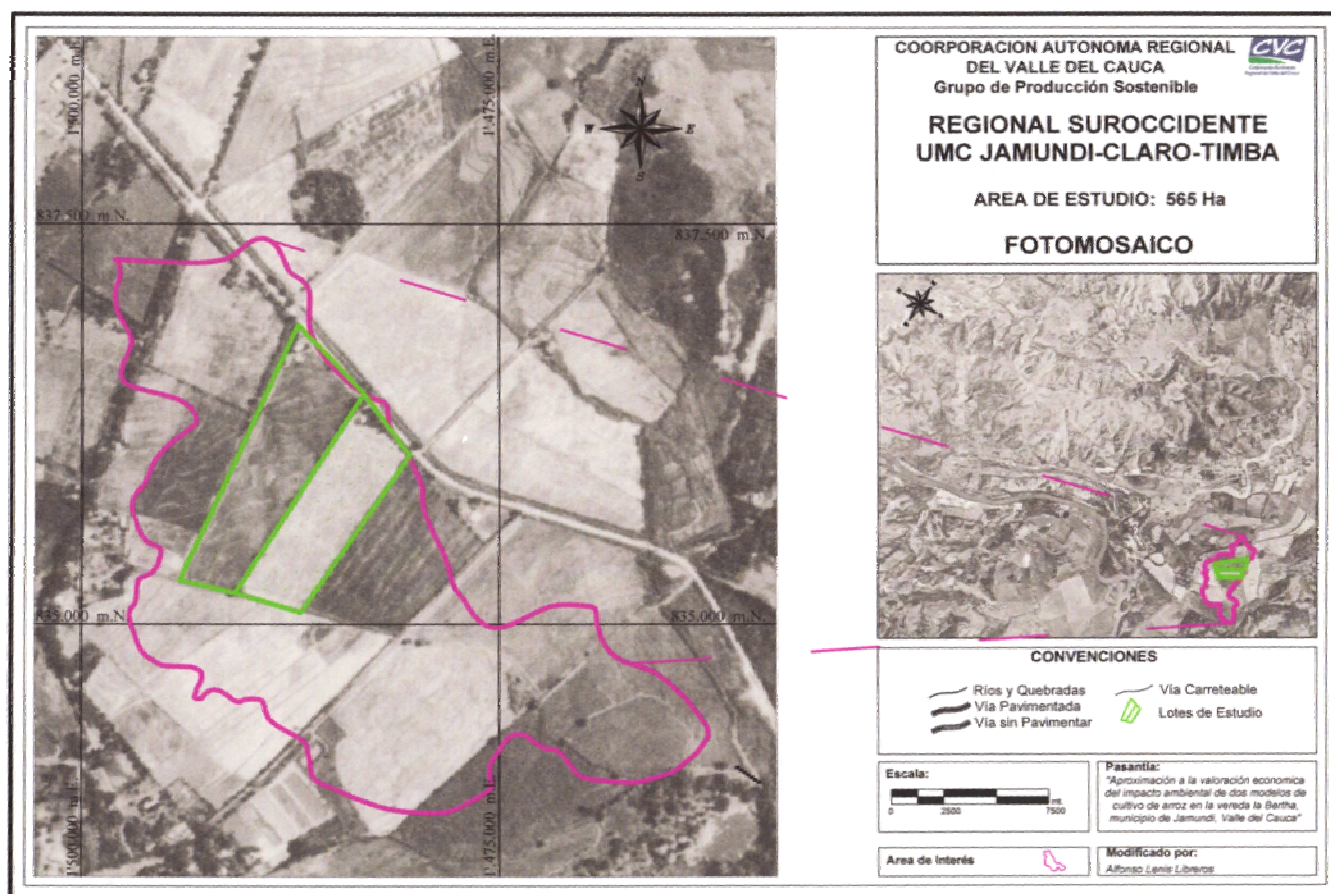 COORPORACION AUTONOMA REGIONAL
DEL VALLE DEL CAUCA
Grupo de Producción Sostenible
CVC
REGIONAL SUROCCIDENTE
UMC JAMUNDI-CLARO-TIMBA
AREA DE ESTUDIO: 565 Ha
FOTOMOSAICO
1'500.000 m.E.
1'475.000 m.E.
N
W E
S
837.500 m.N.
837.500 m.N.
835.000 m.N.
835.000 m.N.
1'500.000 m.E.
1'475.000 m.E.
CONVENCIONES
Ríos y Quebradas
Vía Pavimentada
Vía sin Pavimentar
Vía Carreteable
Lotes de Estudio
Escala:
0 2500 7500
mt.
Pasantía:
"Aproximación a la valoración economica
del impacto ambiental de dos modelos de
cultivo de arroz en la vereda la Bertha,
municipio de Jamundi, Valle del Cauca"
Area de Interés
Modificado por:
Alfonso Lenis Libreros